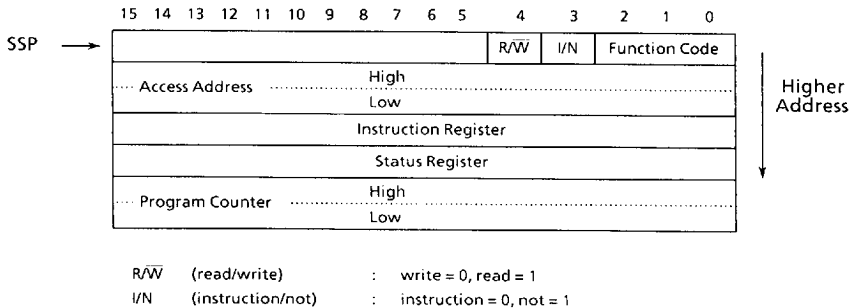 15 14 13 12 11 10 9 8 7 6 5 4 3 2 1 0
SSP R/W̅ I/N Function Code
High
Access Address
Low
Higher
Address
Instruction Register
Status Register
High
Program Counter
Low
R/W̅ (read/write) : write = 0, read = 1
I/N (instruction/not) : instruction = 0, not = 1